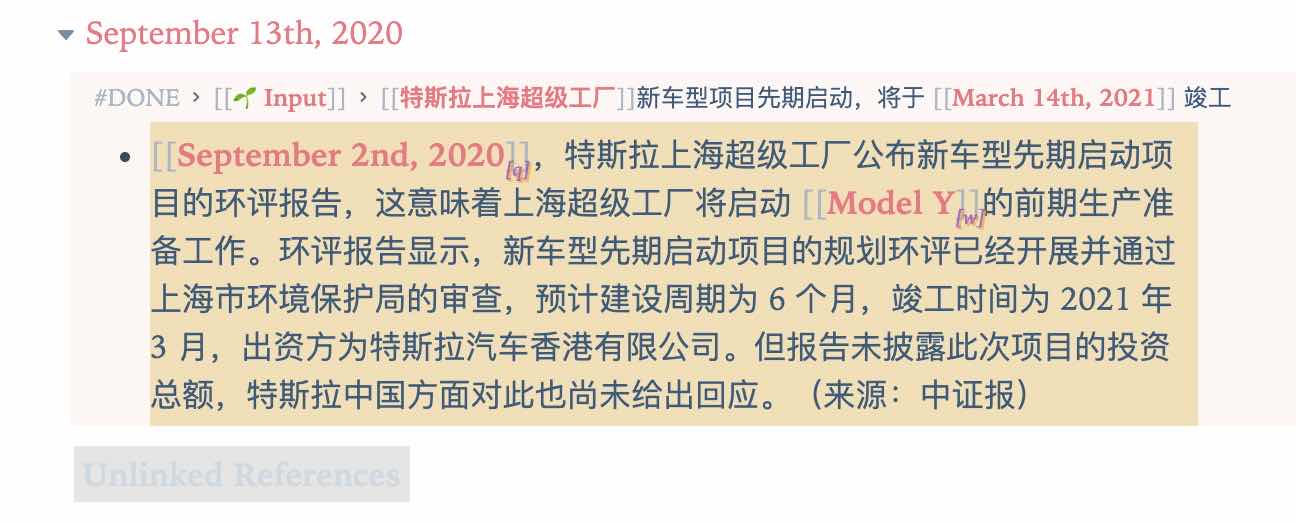 September 13th, 2020
#DONE > [[🌱 Input]] > [[特斯拉上海超级工厂]]新车型项目先期启动，将于 [[March 14th, 2021]] 竣工
[[September 2nd, 2020]][q]，特斯拉上海超级工厂公布新车型先期启动项
目的环评报告，这意味着上海超级工厂将启动 [[Model Y]][w]的前期生产准
备工作。环评报告显示，新车型先期启动项目的规划环评已经开展并通过
上海市环境保护局的审查，预计建设周期为 6 个月，竣工时间为 2021 年
3 月，出资方为特斯拉汽车香港有限公司。但报告未披露此次项目的投资
总额，特斯拉中国方面对此也尚未给出回应。（来源：中证报）
Unlinked References